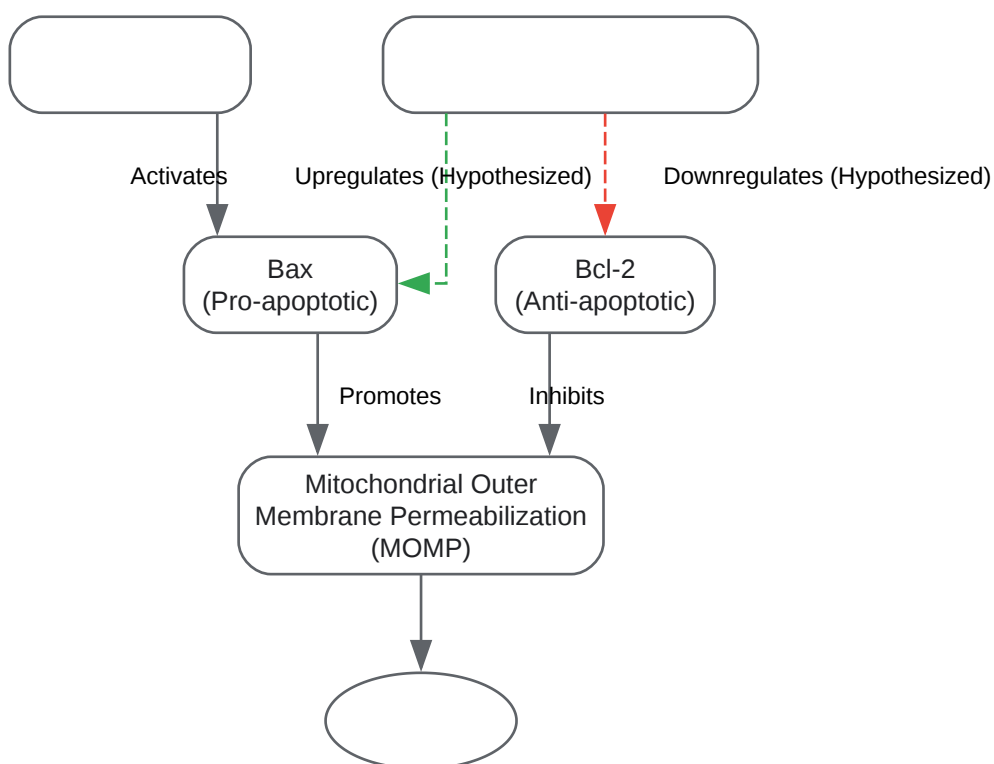 Activates
Upregulates (Hypothesized)
Downregulates (Hypothesized)
Bax
(Pro-apoptotic)
Bcl-2
(Anti-apoptotic)
Promotes
Inhibits
Mitochondrial Outer
Membrane Permeabilization
(MOMP)